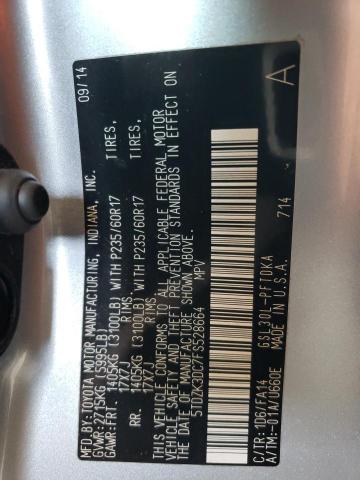 MFD. BY:TOYOTA MOTOR MANUFACTURING, INDIANA, INC. 09/14
GVWR:2715KG (5995LB)
GAWR:FRT. 1405KG (3100LB) WITH P235/60R17 TIRES,
17X7J RIMS
RR. 1405KG (3100LB) WITH P235/60R17 TIRES,
17X7J RIMS
THIS VEHICLE CONFORMS TO ALL APPLICABLE FEDERAL MOTOR
VEHICLE SAFETY AND THEFT PREVENTION STANDARDS IN EFFECT ON
THE DATE OF MANUFACTURE SHOWN ABOVE.
5TDZK3DC7FS528664 MPV
A
714
C/TR:1D6/FA14 GSL30L-PFTDKA
A/TM:-01A/U660E MADE IN U.S.A.